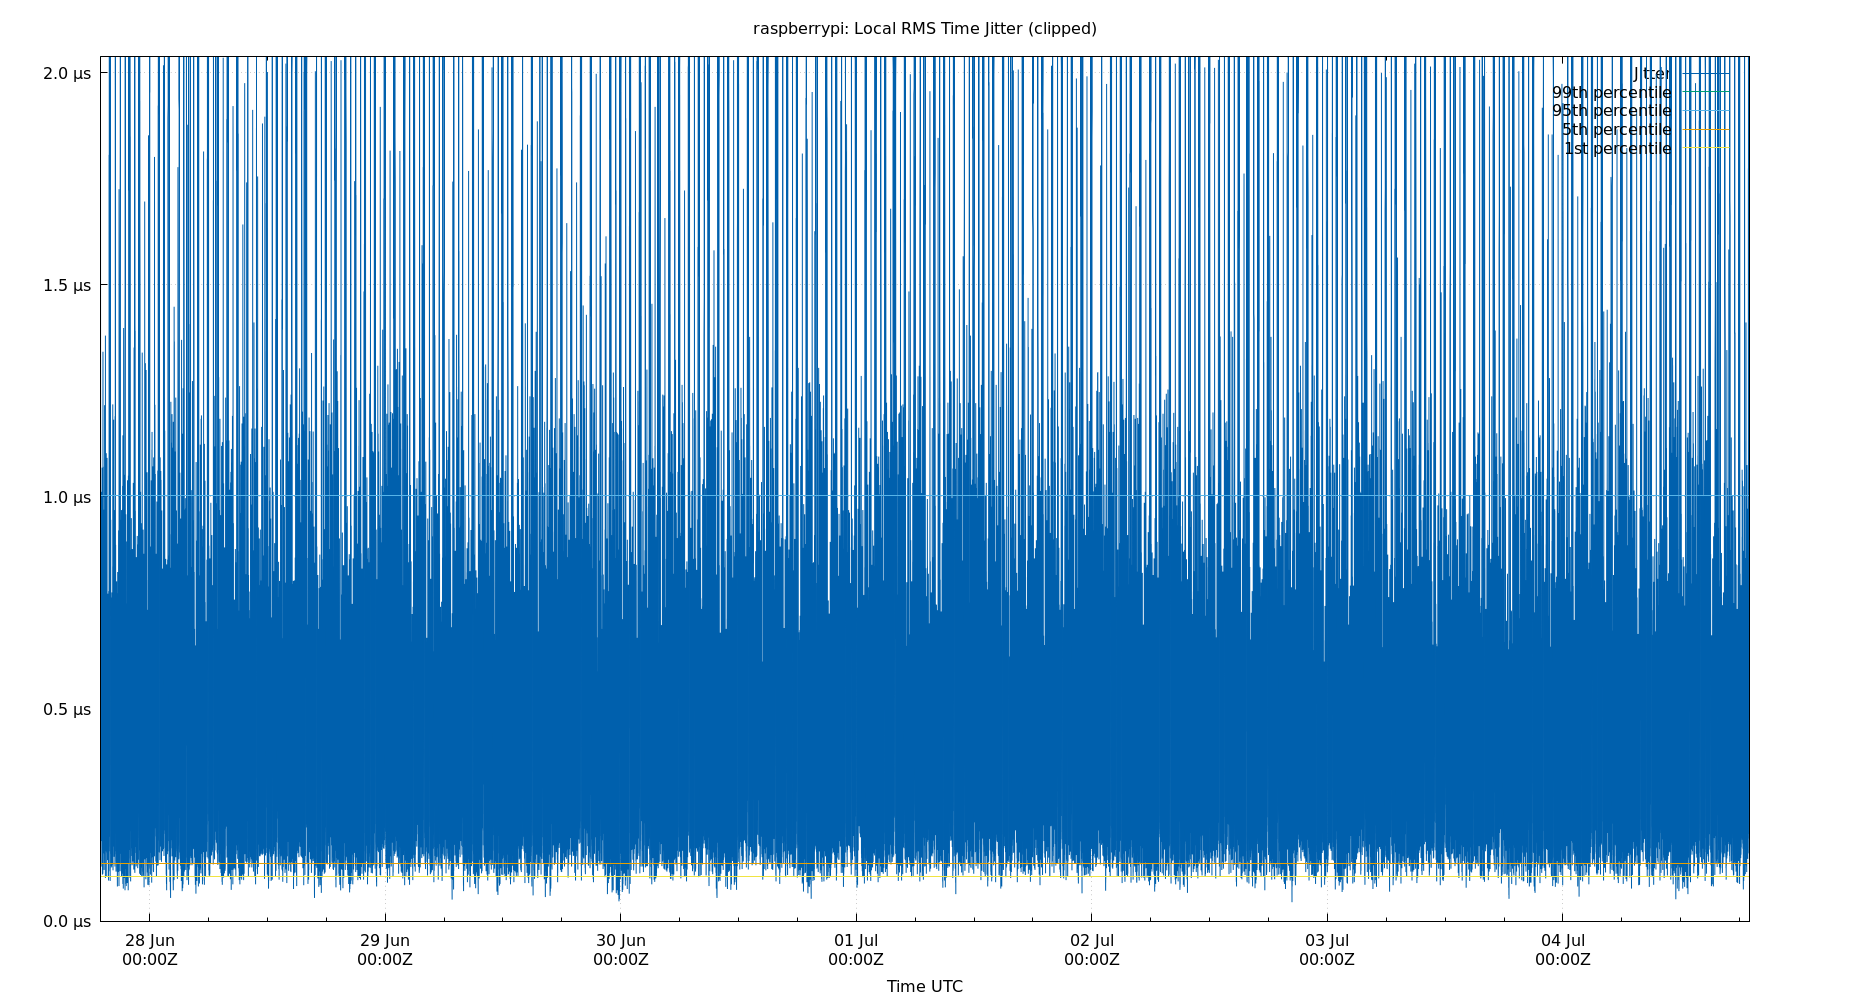 raspberrypi: Local RMS Time Jitter (clipped)
2.0 µs
1.5 µs
1.0 µs
0.5 µs
0.0 µs
Jitter
99th percentile
95th percentile
5th percentile
1st percentile
28 Jun 29 Jun 30 Jun 01 Jul 02 Jul 03 Jul 04 Jul
00:00Z 00:00Z 00:00Z 00:00Z 00:00Z 00:00Z 00:00Z
Time UTC